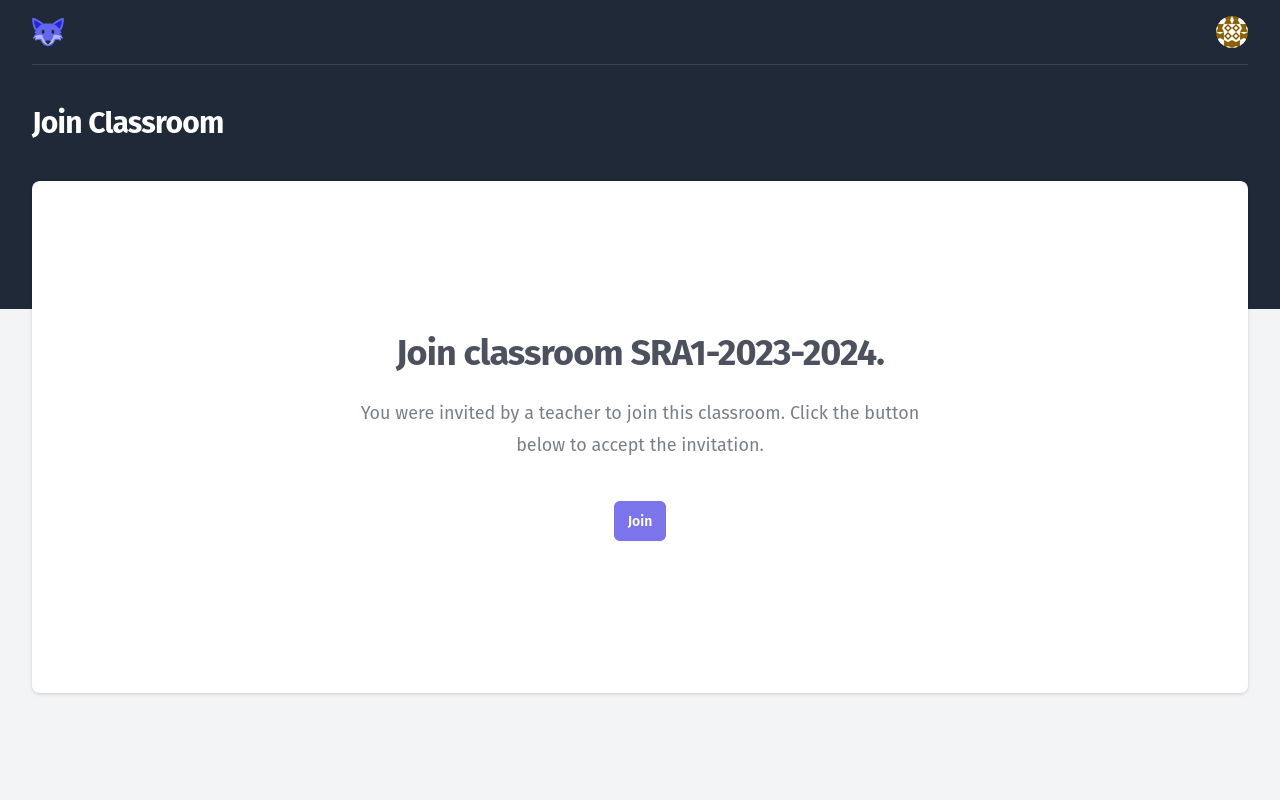 Join Classroom
Join classroom SRA1-2023-2024.
You were invited by a teacher to join this classroom. Click the button
below to accept the invitation.
Join